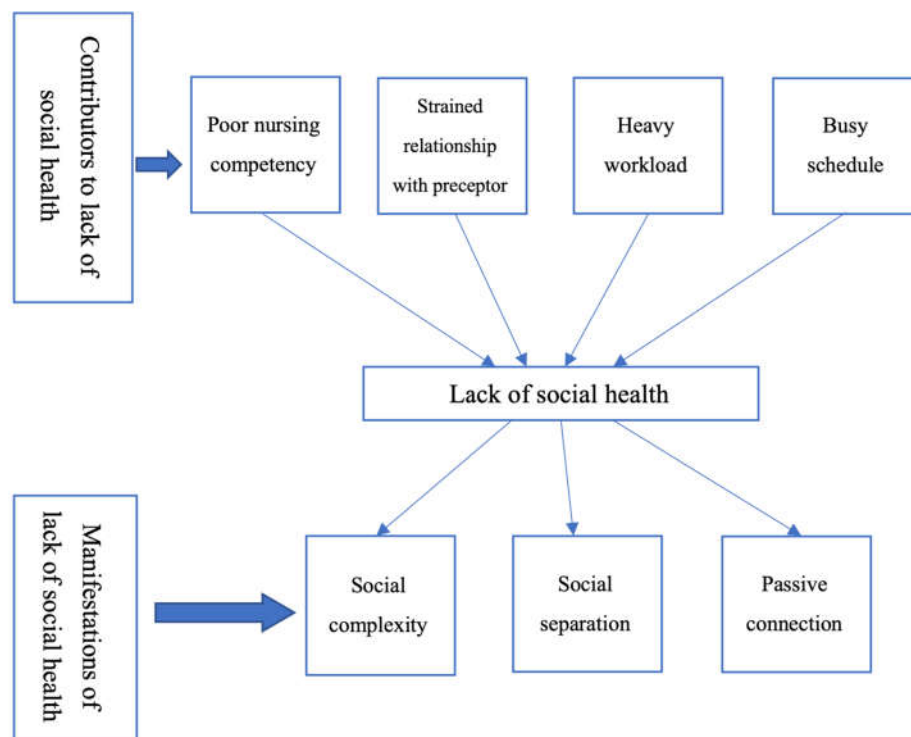 Contributors to lack of
social health
Poor nursing
competency
Strained
relationship
with preceptor
Heavy
workload
Busy
schedule
Lack of social health
Manifestations of
lack of social health
Social
complexity
Social
separation
Passive
connection